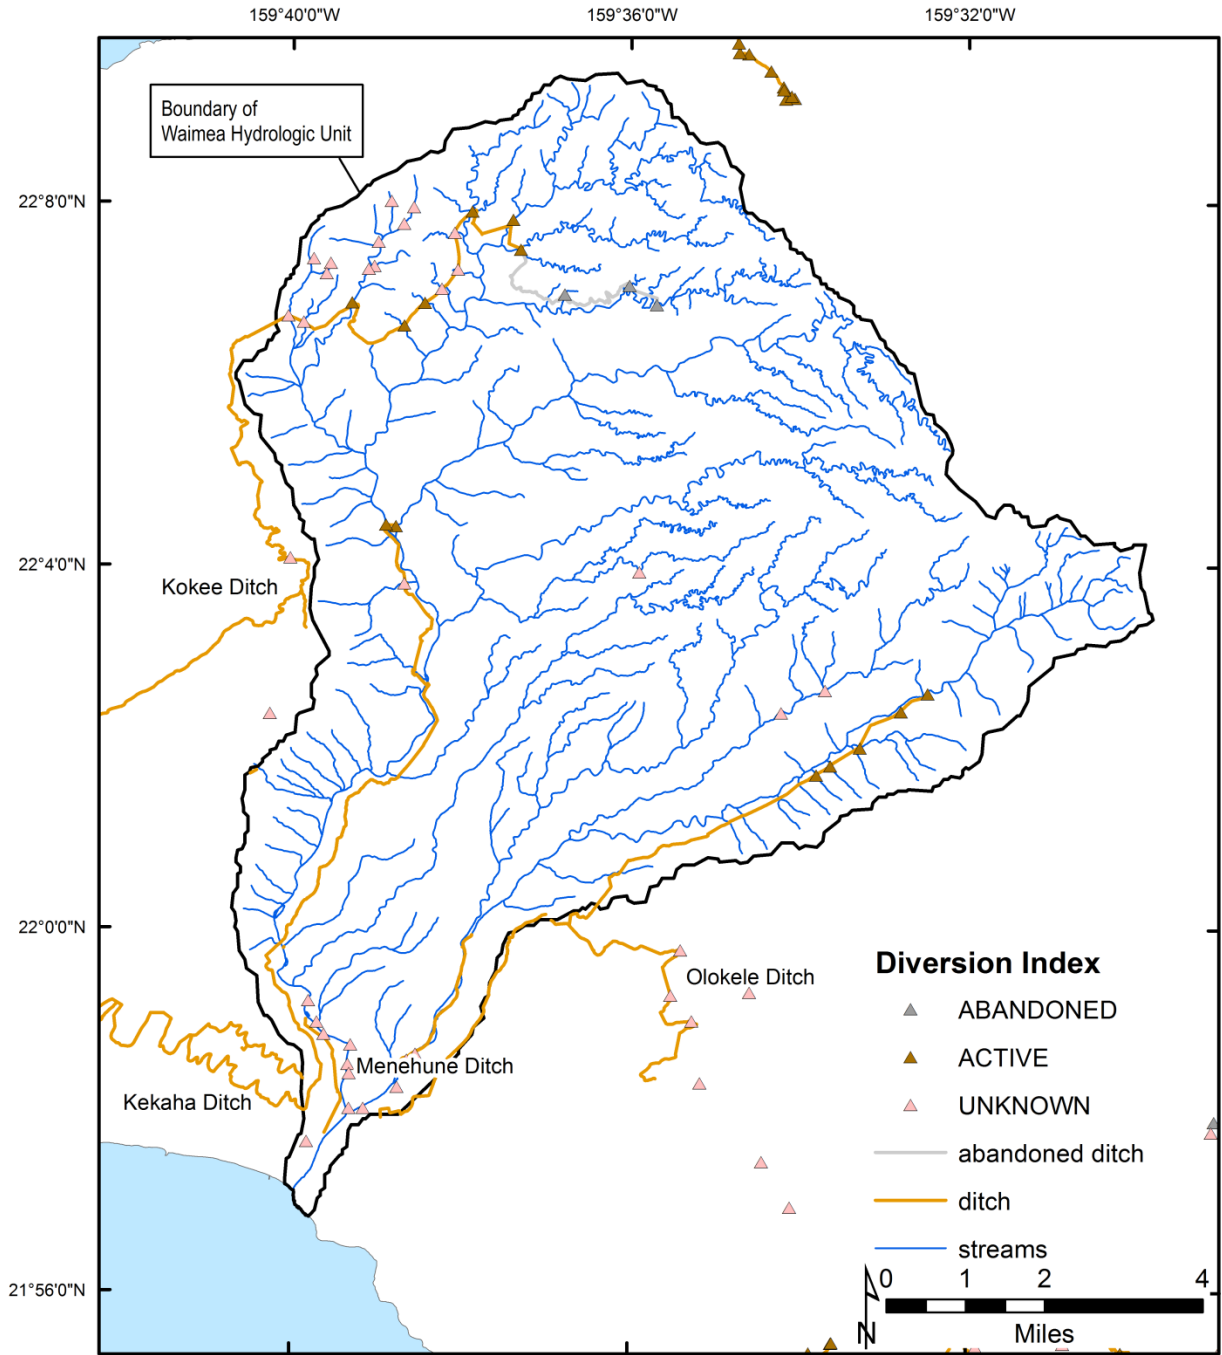 159°40'0"W
159°36'0"W
159°32'0"W
Boundary of
Waimea Hydrologic Unit
22°8'0"N
22°4'0"N
Kokee Ditch
22°0'0"N
Olokele Ditch
Menehune Ditch
Kekaha Ditch
Diversion Index
ABANDONED
ACTIVE
UNKNOWN
abandoned ditch
ditch
streams
21°56'0"N
0 1 2 4
N
Miles